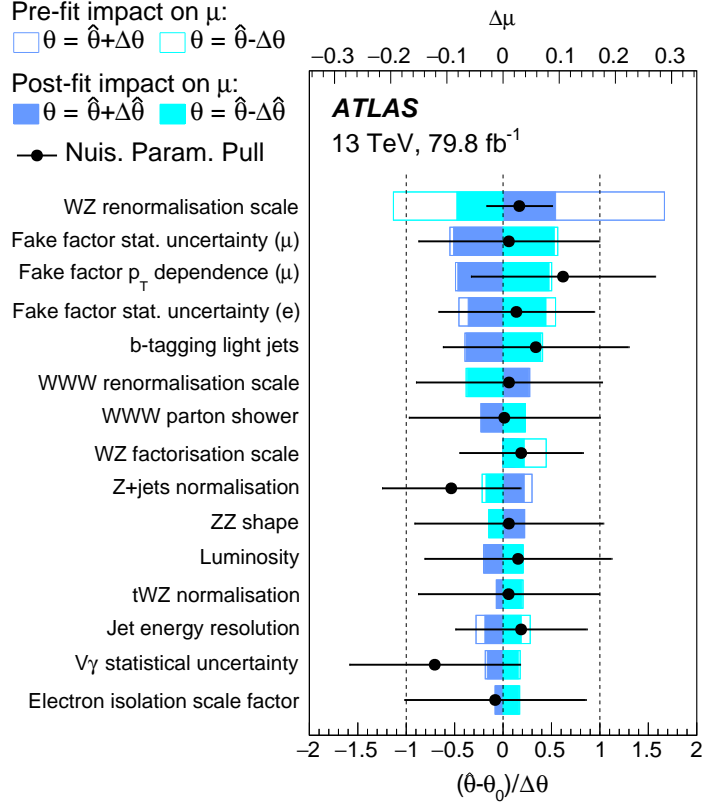 Pre-fit impact on μ:
θ = θ̂+Δθ θ = θ̂-Δθ
Post-fit impact on μ:
θ = θ̂+Δθ̂ θ = θ̂-Δθ̂
Nuis. Param. Pull
Δμ
−0.3 −0.2 −0.1 0 0.1 0.2 0.3
ATLAS
13 TeV, 79.8 fb⁻¹
WZ renormalisation scale
Fake factor stat. uncertainty (μ)
Fake factor p_T dependence (μ)
Fake factor stat. uncertainty (e)
b-tagging light jets
WWW renormalisation scale
WWW parton shower
WZ factorisation scale
Z+jets normalisation
ZZ shape
Luminosity
tWZ normalisation
Jet energy resolution
Vγ statistical uncertainty
Electron isolation scale factor
−2 −1.5 −1 −0.5 0 0.5 1 1.5 2
(θ̂-θ₀)/Δθ